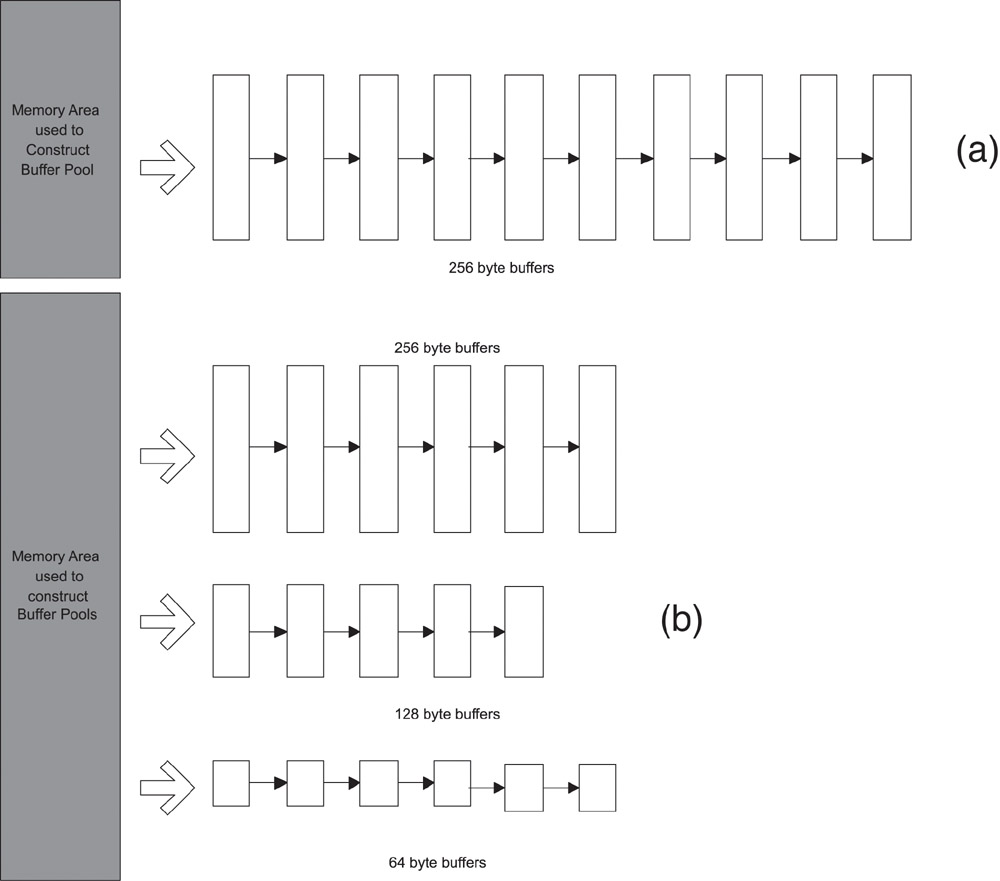 Memory Area
used to
Construct
Buffer Pool
(a)
256 byte buffers
256 byte buffers
Memory Area
used to
construct
Buffer Pools
(b)
128 byte buffers
64 byte buffers